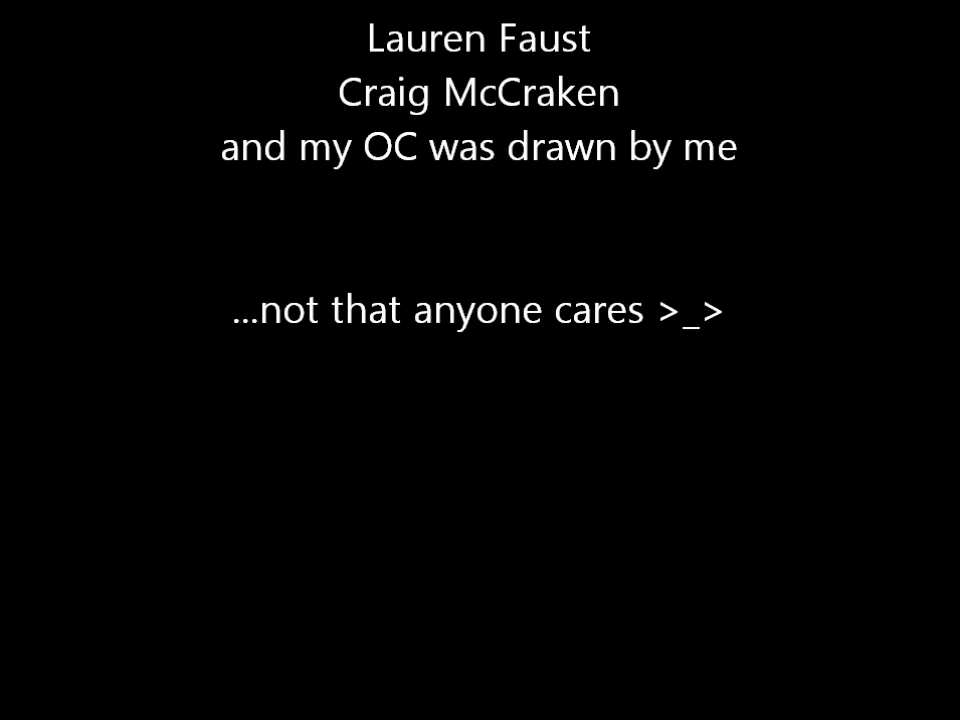 Lauren Faust
Craig McCraken
and my OC was drawn by me
...not that anyone cares >_>